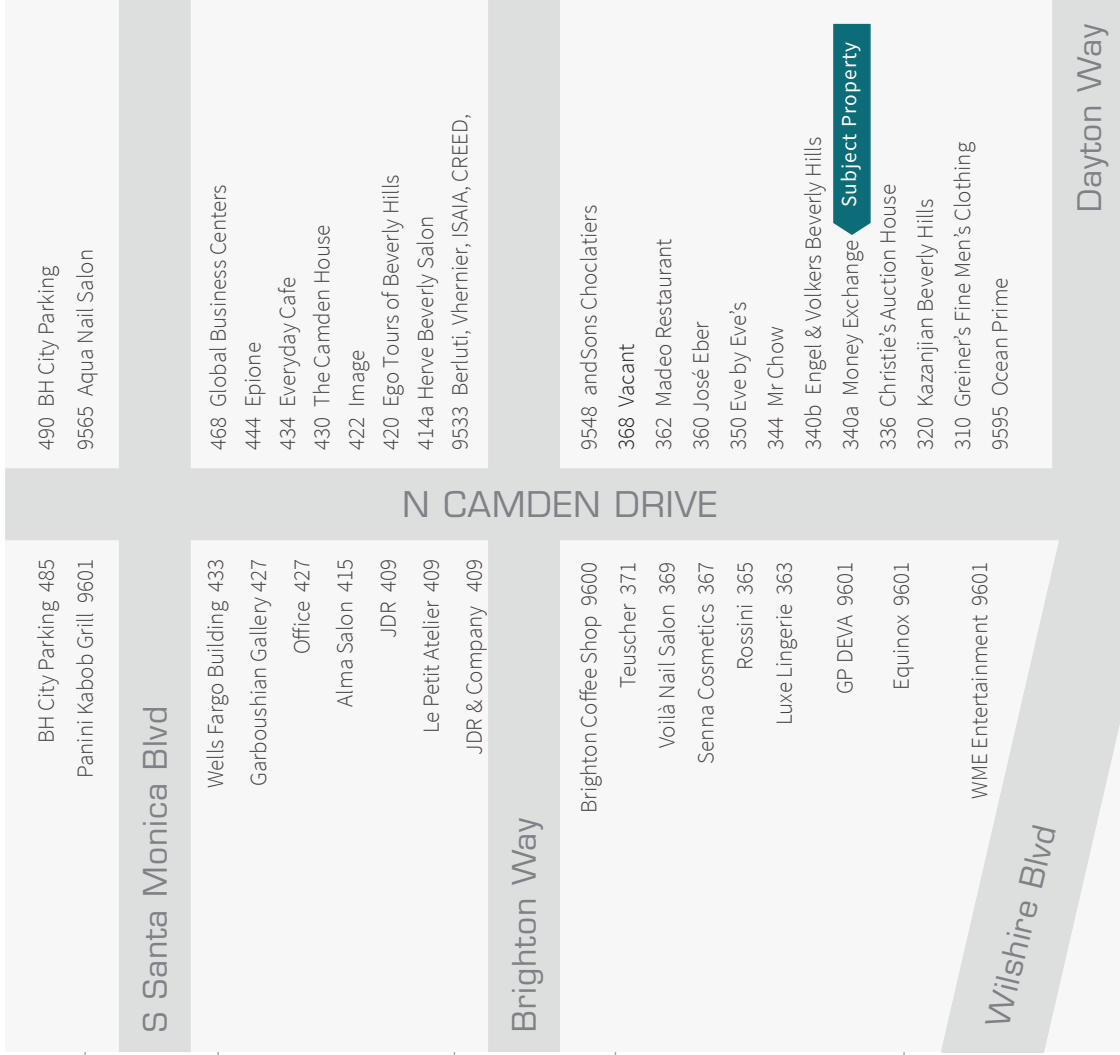 490 BH City Parking
9565 Aqua Nail Salon
468 Global Business Centers
444 Epione
434 Everyday Cafe
430 The Camden House
422 Image
420 Ego Tours of Beverly Hills
414a Herve Beverly Salon
9533 Berluti, Vhernier, ISAIA, CREED,
9548 andSons Choclatiers
368 Vacant
362 Madeo Restaurant
360 José Eber
350 Eve by Eve's
344 Mr Chow
340b Engel & Volkers Beverly Hills
340a Money Exchange
Subject Property
336 Christie's Auction House
320 Kazanjian Beverly Hills
310 Greiner's Fine Men's Clothing
9595 Ocean Prime
Dayton Way
N CAMDEN DRIVE
BH City Parking 485
Panini Kabob Grill 9601
S Santa Monica Blvd
Wells Fargo Building 433
Garboushian Gallery 427
Office 427
Alma Salon 415
JDR 409
Le Petit Atelier 409
JDR & Company 409
Brighton Way
Brighton Coffee Shop 9600
Teuscher 371
Voilà Nail Salon 369
Senna Cosmetics 367
Rossini 365
Luxe Lingerie 363
GP DEVA 9601
Equinox 9601
WME Entertainment 9601
Wilshire Blvd